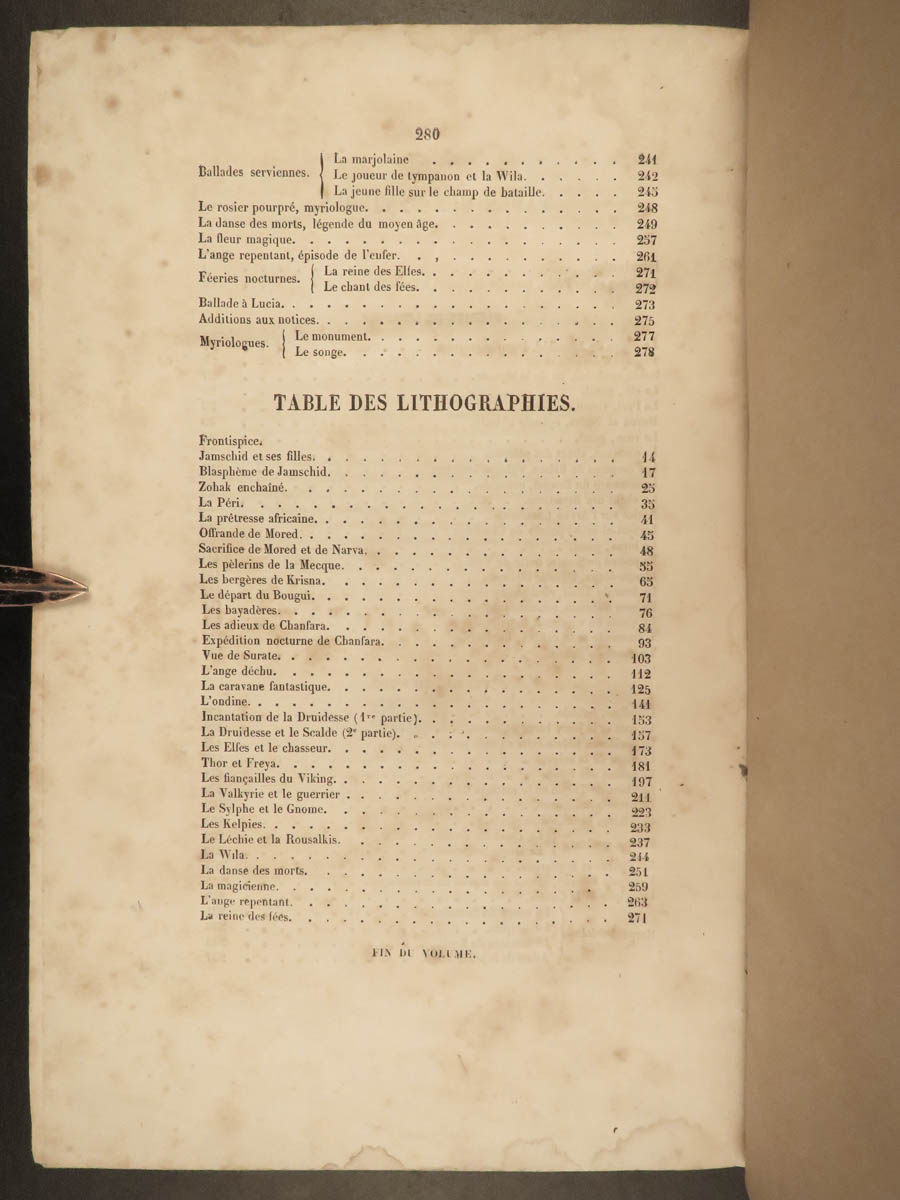 280
La marjolaine . . . . . . . . . . . 241
Ballades serviennes. Le joueur de tympanon et la Wila. . . . . . 242
La jeune fille sur le champ de bataille. . . . . 245
Le rosier pourpré, myriologue. . . . . . . . . . . . . . . 248
La danse des morts, légende du moyen âge. . . . . . . . . . 249
La fleur magique. . . . . . . . . . . . . . . . . . 257
L'ange repentant, épisode de l'enfer. . . . . . . . . . . . 261
La reine des Elfes. . . . . . . . . . . . 271
Féeries nocturnes.
Le chant des fées. . . . . . . . . . . . 272
Ballade à Lucia. . . . . . . . . . . . . . . . . . . 273
Additions aux notices. . . . . . . . . . . . . . . . . 275
Le monument. . . . . . . . . . . . . . 277
Myriologues.
Le songe. . . . . . . . . . . . . . . 278
TABLE DES LITHOGRAPHIES.
Frontispice.
Jamschid et ses filles. . . . . . . . . . . . . . . . . 14
Blasphème de Jamschid. . . . . . . . . . . . . . . . 17
Zohak enchaîné. . . . . . . . . . . . . . . . . . 25
La Péri. . . . . . . . . . . . . . . . . . . . . 35
La prêtresse africaine. . . . . . . . . . . . . . . . . 41
Offrande de Mored. . . . . . . . . . . . . . . . . . 45
Sacrifice de Mored et de Narva. . . . . . . . . . . . . . 48
Les pèlerins de la Mecque. . . . . . . . . . . . . . . . 55
Les bergères de Krisna. . . . . . . . . . . . . . . . . 65
Le départ du Bougui. . . . . . . . . . . . . . . . . 71
Les bayadères. . . . . . . . . . . . . . . . . . . 76
Les adieux de Chanfara. . . . . . . . . . . . . . . . 84
Expédition nocturne de Chanfara. . . . . . . . . . . . . 93
Vue de Surate. . . . . . . . . . . . . . . . . . . 103
L'ange déchu. . . . . . . . . . . . . . . . . . . 112
La caravane fantastique. . . . . . . . . . . . . . . . 125
L'ondine. . . . . . . . . . . . . . . . . . . . . 141
Incantation de la Druidesse (1re partie). . . . . . . . . . . 153
La Druidesse et le Scalde (2e partie). . . . . . . . . . . . 157
Les Elfes et le chasseur. . . . . . . . . . . . . . . . 173
Thor et Freya. . . . . . . . . . . . . . . . . . . 181
Les fiançailles du Viking. . . . . . . . . . . . . . . . 197
La Valkyrie et le guerrier . . . . . . . . . . . . . . . 211
Le Sylphe et le Gnome. . . . . . . . . . . . . . . . 223
Les Kelpies. . . . . . . . . . . . . . . . . . . . 233
Le Léchie et la Rousalkis. . . . . . . . . . . . . . . 237
La Wila. . . . . . . . . . . . . . . . . . . . . 244
La danse des morts. . . . . . . . . . . . . . . . . 251
La magicienne. . . . . . . . . . . . . . . . . . 259
L'ange repentant. . . . . . . . . . . . . . . . . . 263
La reine des fées. . . . . . . . . . . . . . . . . . 271
FIN DU VOLUME.